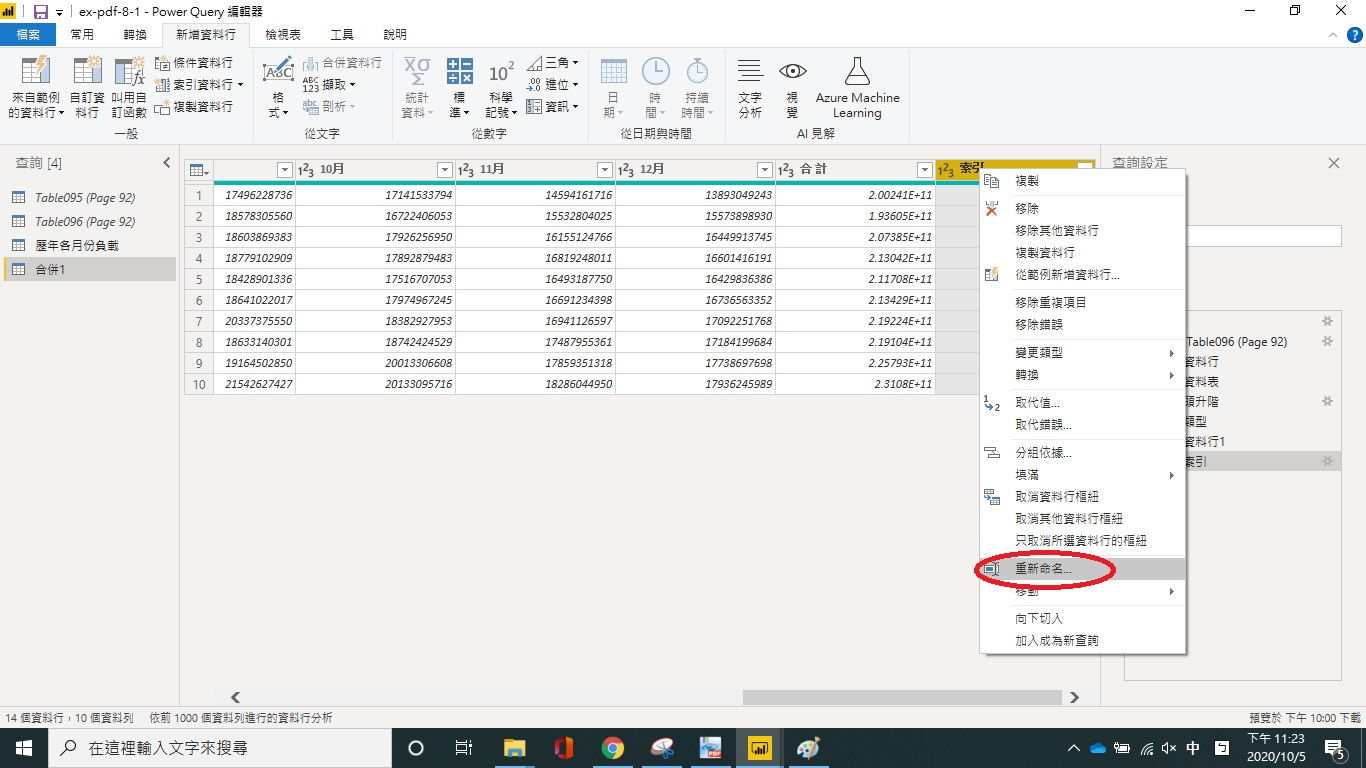 ex-pdf-8-1 - Power Query 編輯器
檔案 常用 轉換 新增資料行 檢視表 工具 說明
來自範例的資料行
自訂資料行
叫用自訂函數
條件資料行
索引資料行
複製資料行
一般
格式
合併資料行
擷取
剖析
從文字
統計資料
標準
科學記號
三角
進位
資訊
從數字
日期
時間
持續時間
從日期與時間
文字分析
視覺
Azure Machine Learning
AI 見解
查詢 [4]
Table095 (Page 92)
Table096 (Page 92)
歷年各月份負載
合併1
10月 11月 12月 合 計 索引
1 17496228736 17141533794 14594161716 13893049243 2.00241E+11
2 18578305560 16722406053 15532804025 15573898930 1.93605E+11
3 18603869383 17926256950 16155124766 16449913745 2.07385E+11
4 18779102909 17892879483 16819248011 16601416191 2.13042E+11
5 18428901336 17516707053 16493187750 16429836386 2.11708E+11
6 18641022017 17974967245 16691234398 16736563352 2.13429E+11
7 20337375550 18382927953 16941126597 17092251768 2.19224E+11
8 18633140301 18742424529 17487955361 17184199684 2.19104E+11
9 19164502850 20013306608 17859351318 17738697698 2.25793E+11
10 21542627427 20133095716 18286044950 17936245989 2.3108E+11
複製
移除
移除其他資料行
複製資料行
從範例新增資料行...
移除重複項目
移除錯誤
變更類型
轉換
取代值...
取代錯誤...
分組依據...
填滿
取消資料行樞紐
取消其他資料行樞紐
只取消所選資料行的樞紐
重新命名...
移動
向下切入
加入成為新查詢
查詢設定
Table096 (Page 92)
資料行
資料表
頭升階
類型
資料行1
索引
14 個資料行，10 個資料列 依前 1000 個資料列進行的資料行分析
預覽於 下午 10:00 下載
在這裡輸入文字來搜尋
中
下午 11:23
2020/10/5
5